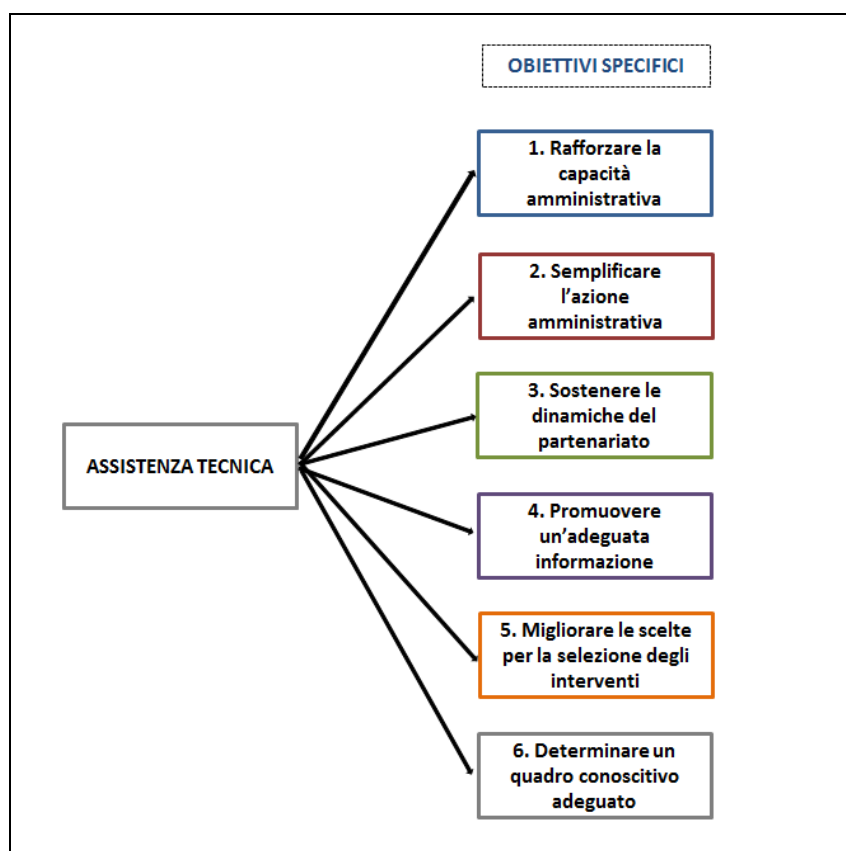 OBIETTIVI SPECIFICI
1. Rafforzare la
capacità
amministrativa
2. Semplificare
l’azione
amministrativa
3. Sostenere le
dinamiche del
partenariato
ASSISTENZA TECNICA
4. Promuovere
un’adeguata
informazione
5. Migliorare le scelte
per la selezione degli
interventi
6. Determinare un
quadro conoscitivo
adeguato